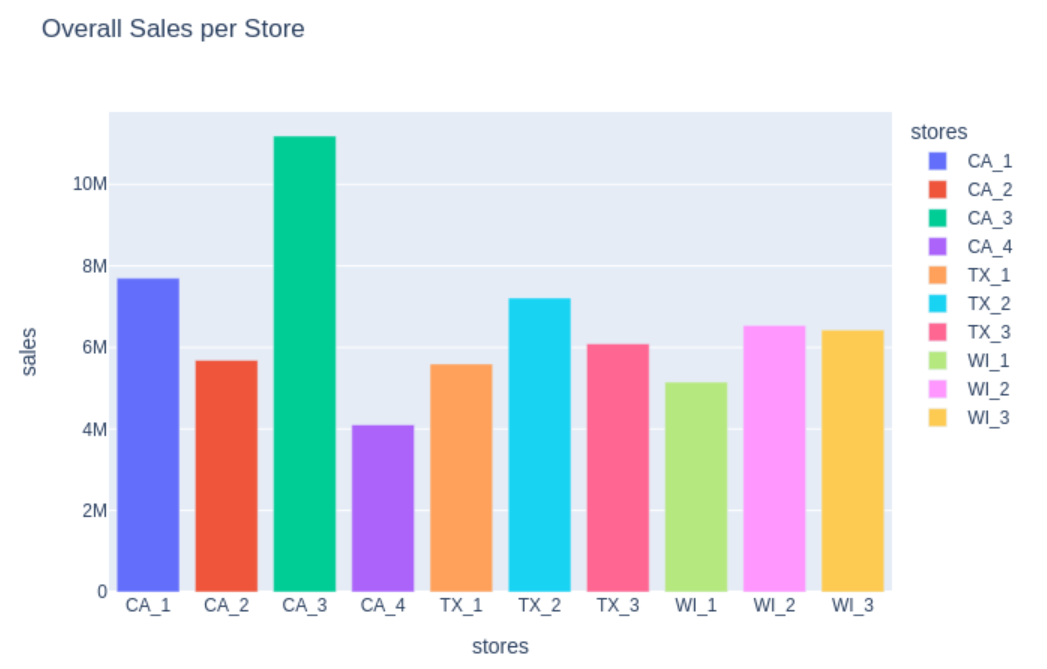 Overall Sales per Store
stores
CA_1
CA_2
CA_3
CA_4
TX_1
TX_2
TX_3
WI_1
WI_2
WI_3
sales
10M
8M
6M
4M
2M
0
CA_1 CA_2 CA_3 CA_4 TX_1 TX_2 TX_3 WI_1 WI_2 WI_3
stores